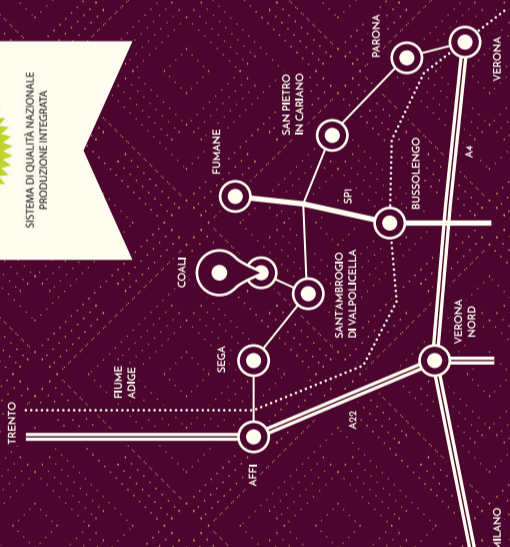 SISTEMA DI QUALITÀ NAZIONALE
PRODUZIONE INTEGRATA
TRENTO
FIUME
ADIGE
AFFI
SEGA
COALI
FUMANE
SANT'AMBROGIO
DI VALPOLICELLA
SAN PIETRO
IN CARIANO
PARONA
VERONA
SPI
BUSSOLENGO
A4
A22
VERONA
NORD
MILANO